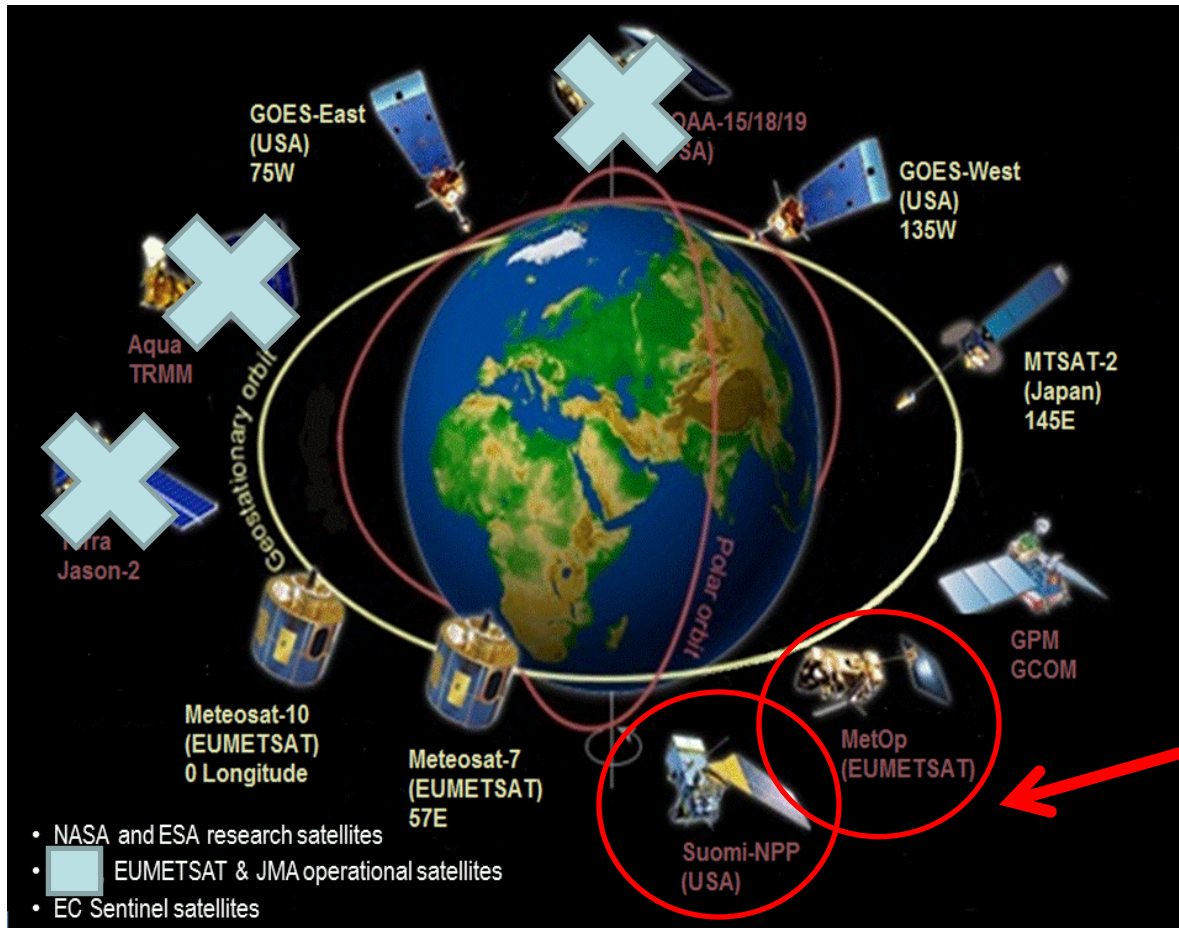 GOES-East
(USA)
75W
OAA-15/18/19
SA)
GOES-West
(USA)
135W
Aqua
TRMM
MTSAT-2
(Japan)
145E
Geostationary orbit
Jason-2
Polar orbit
GPM
GCOM
MetOp
(EUMETSAT)
Meteosat-10
(EUMETSAT)
0 Longitude
Meteosat-7
(EUMETSAT)
57E
Suomi-NPP
(USA)
• NASA and ESA research satellites
• EUMETSAT & JMA operational satellites
• EC Sentinel satellites